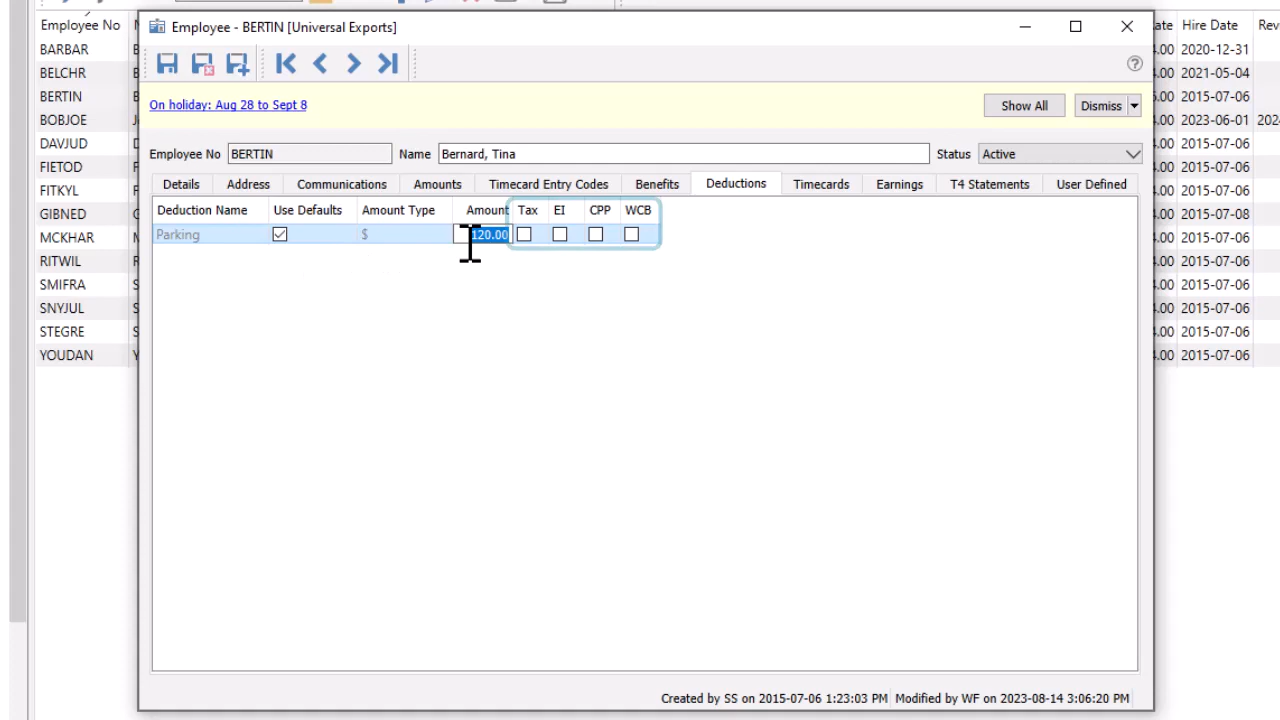 Employee No
BARBAR
BELCHR
BERTIN
BOBJOE
DAVJUD
FIETOD
FITKYL
GIBNED
MCKHAR
RITWIL
SMIFRA
SNYJUL
STEGRE
YOUDAN
Employee - BERTIN [Universal Exports]
On holiday: Aug 28 to Sept 8
Show All Dismiss
Employee No BERTIN Name Bernard, Tina Status Active
Details Address Communications Amounts Timecard Entry Codes Benefits Deductions Timecards Earnings T4 Statements User Defined
Deduction Name Use Defaults Amount Type Amount Tax EI CPP WCB
Parking $ 120.00
Created by SS on 2015-07-06 1:23:03 PM Modified by WF on 2023-08-14 3:06:20 PM
Hire Date
2020-12-31
2021-05-04
2015-07-06
2023-06-01
2015-07-06
2015-07-06
2015-07-06
2015-07-08
2015-07-06
2015-07-06
2015-07-06
2015-07-06
2015-07-06
2015-07-06